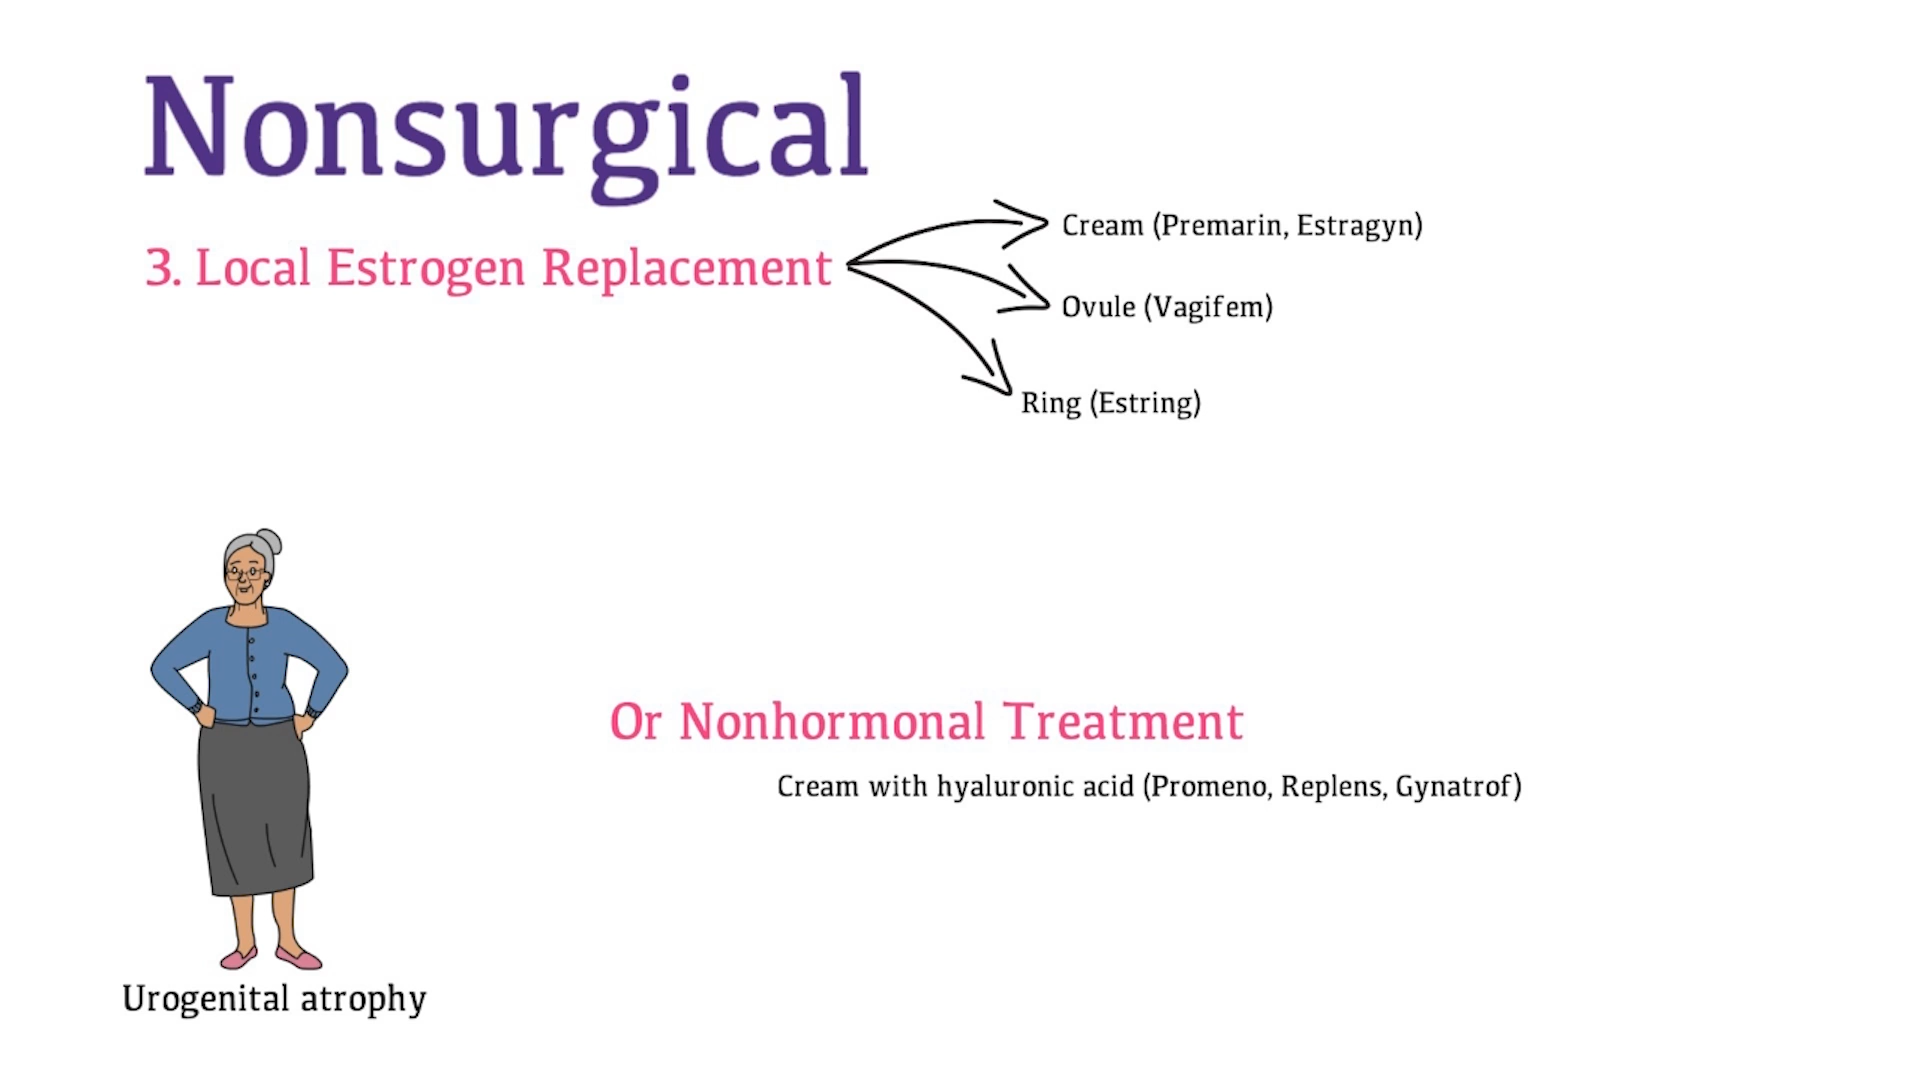 Nonsurgical
3. Local Estrogen Replacement
Cream (Premarin, Estragyn)
Ovule (Vagifem)
Ring (Estring)
Or Nonhormonal Treatment
Cream with hyaluronic acid (Promeno, Replens, Gynatrof)
Urogenital atrophy